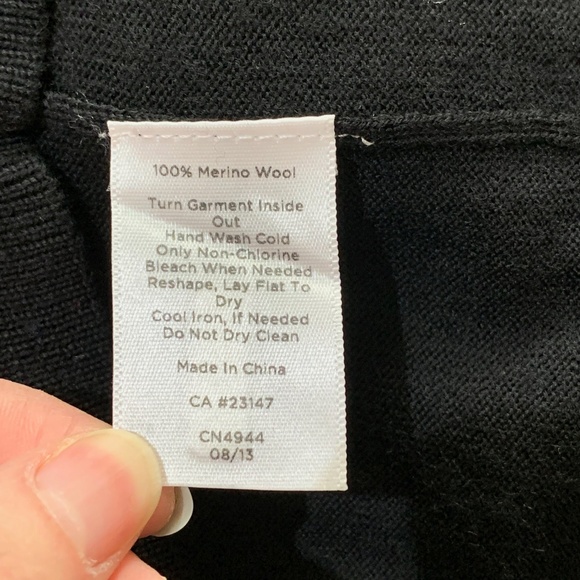 100% Merino Wool
Turn Garment Inside
Out
Hand Wash Cold
Only Non-Chlorine
Bleach When Needed
Reshape, Lay Flat To
Dry
Cool Iron, If Needed
Do Not Dry Clean
Made In China
CA #23147
CN4944
08/13